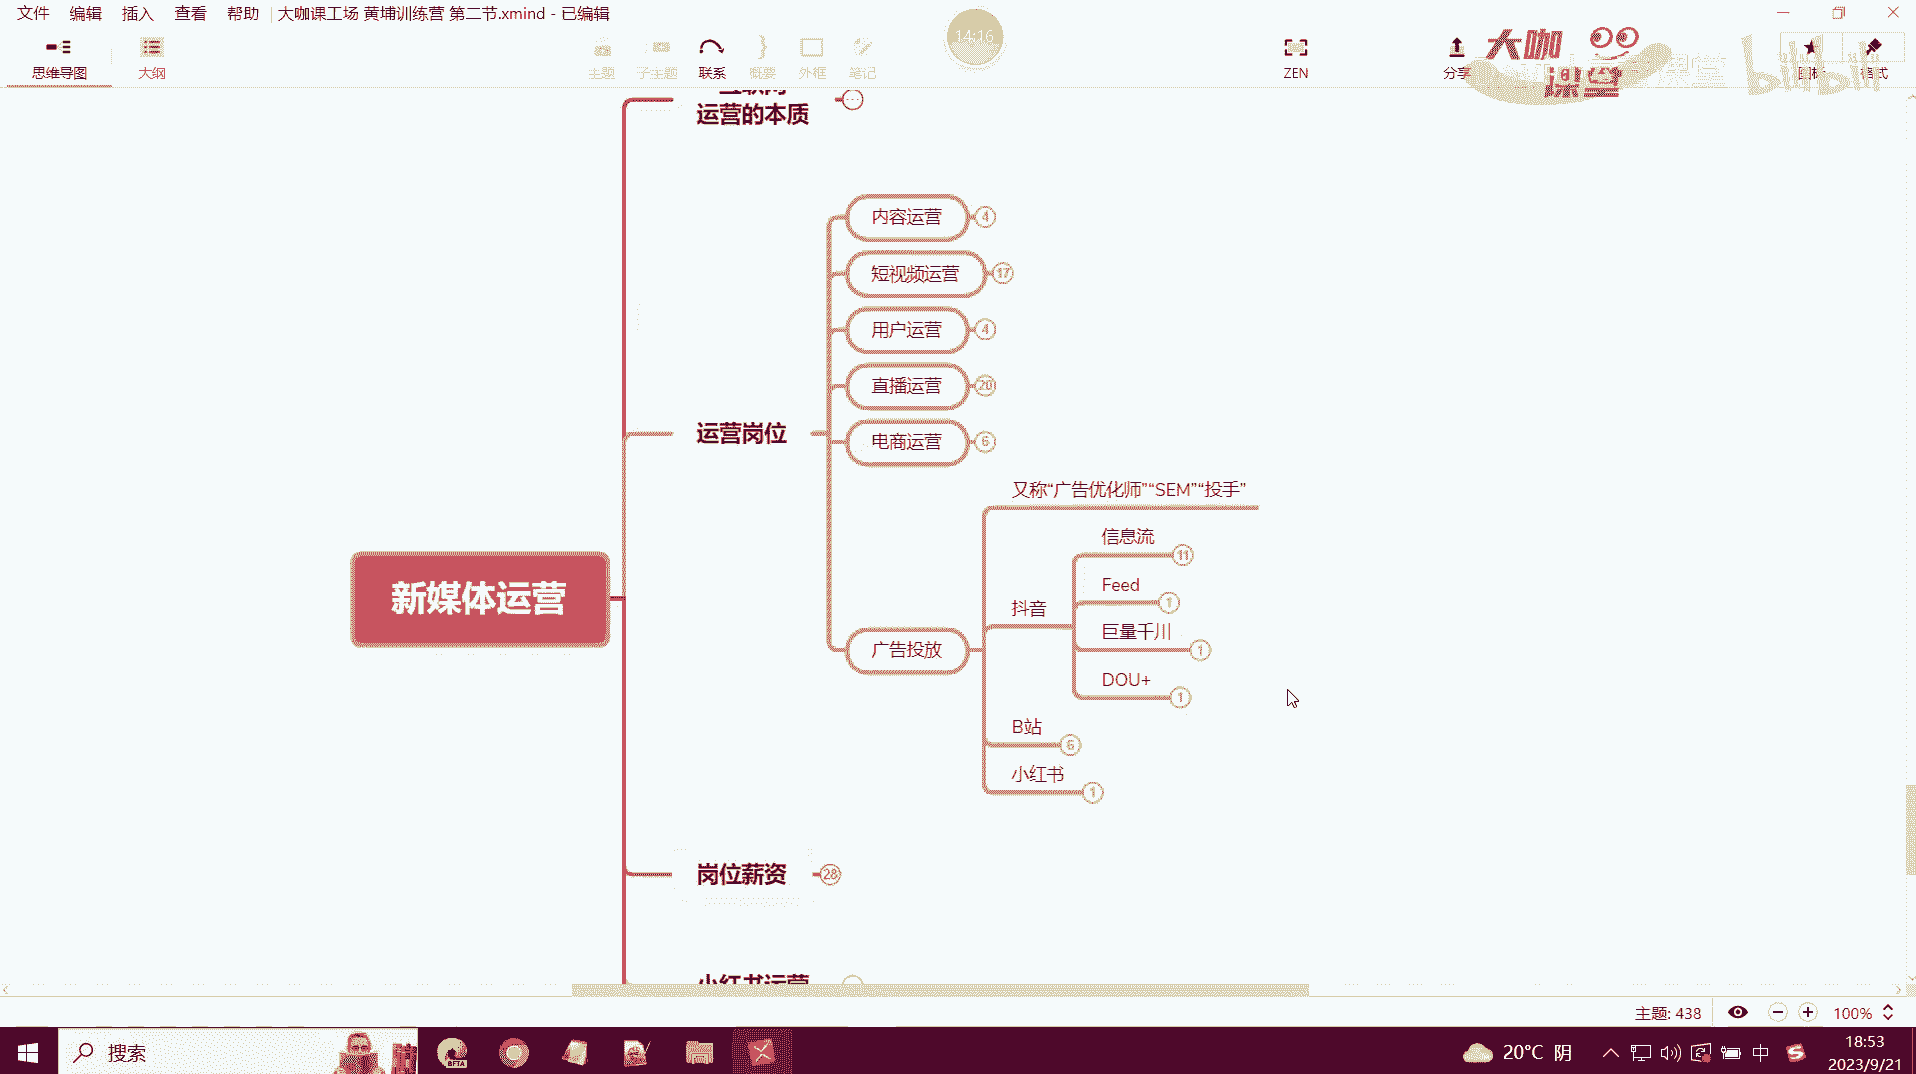 文件 编辑 插入 查看 帮助 大咖课工场 黄埔训练营 第二节.xmind - 已编辑
14:16
思维导图 大纲 主题 子主题 联系 概要 外框 笔记 ZEN 分享
大咖
课堂
bilibili
运营的本质
内容运营 4
短视频运营 17
用户运营 4
直播运营 20
运营岗位
电商运营 6
又称“广告优化师”“SEM”“投手”
信息流 11
Feed 1
新媒体运营
抖音
巨量千川 1
广告投放
DOU+ 1
B站 6
小红书 1
岗位薪资 28
小红书运营
主题: 438 100%
搜索
BFTA
20°C 阴
中
18:53
2023/9/21